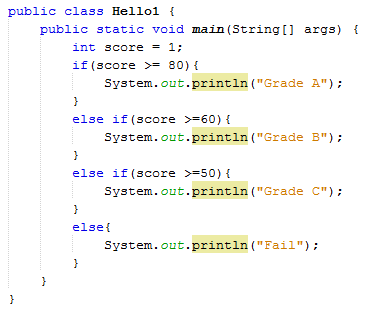 public class Hello1 {
    public static void main(String[] args) {
        int score = 1;
        if(score >= 80){
            System.out.println("Grade A");
        }
        else if(score >=60){
            System.out.println("Grade B");
        }
        else if(score >=50){
            System.out.println("Grade C");
        }
        else{
            System.out.println("Fail");
        }
    }
}